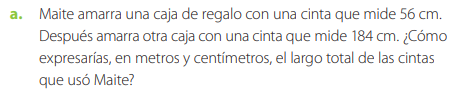 a. Maite amarra una caja de regalo con una cinta que mide 56 cm.
Después amarra otra caja con una cinta que mide 184 cm. ¿Cómo
expresarías, en metros y centímetros, el largo total de las cintas
que usó Maite?